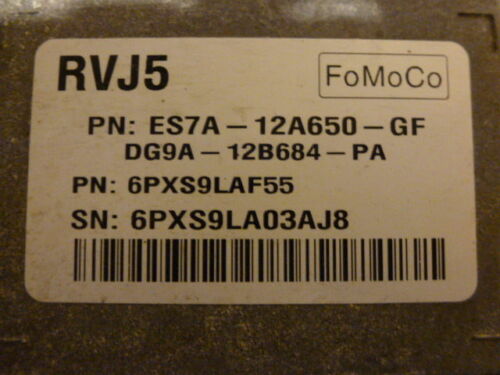 RVJ5
FoMoCo
PN: ES7A-12A650-GF
DG9A-12B684-PA
PN: 6PXS9LAF55
SN: 6PXS9LA03AJ8